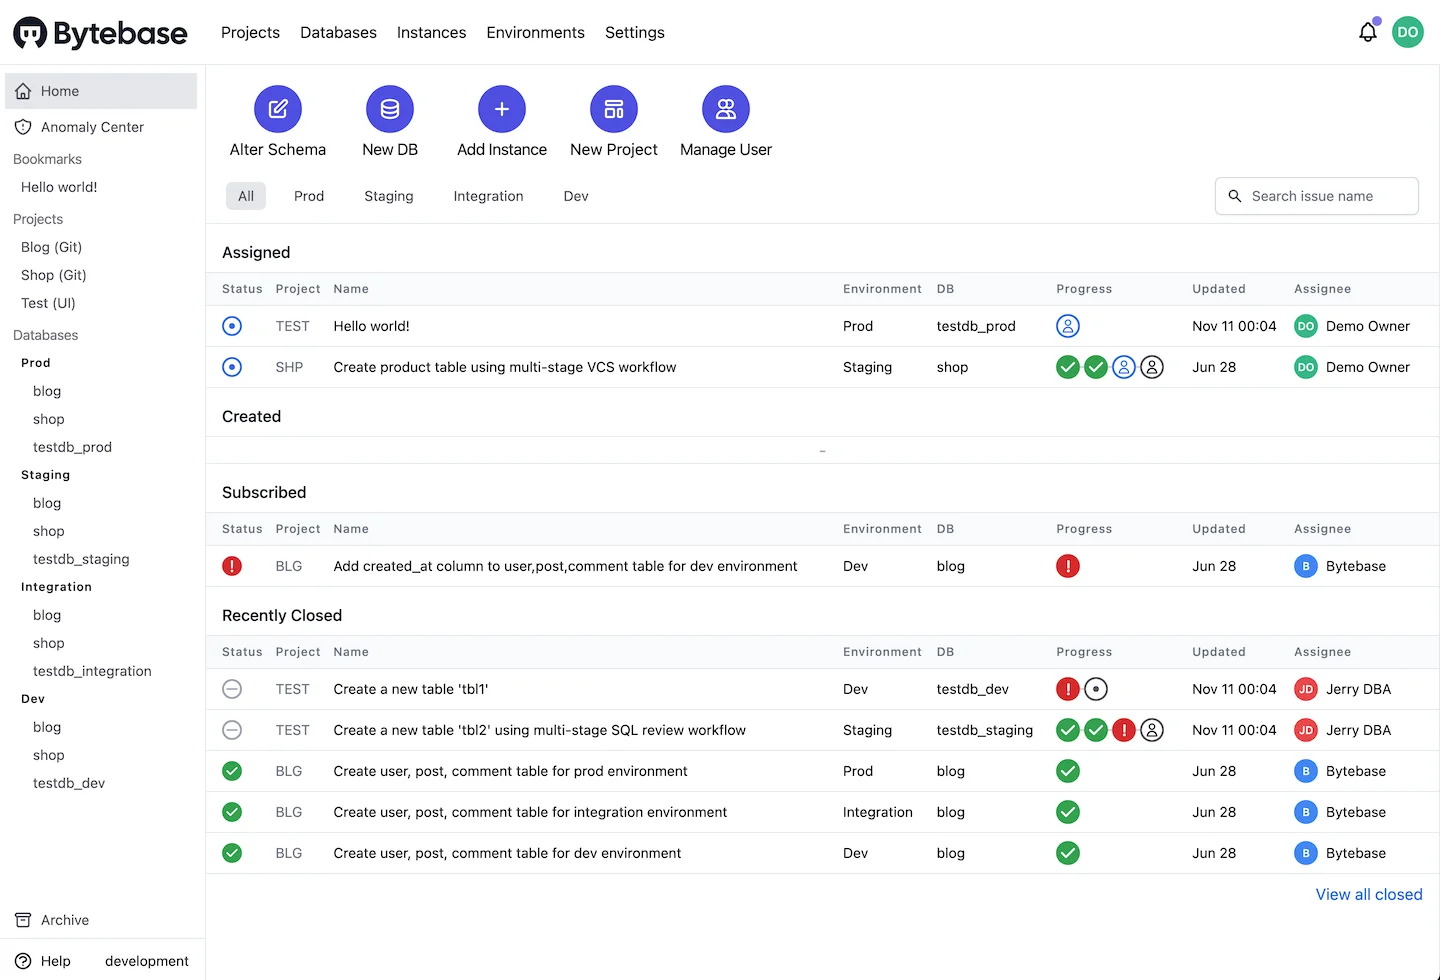 Bytebase
Projects Databases Instances Environments Settings
DO
Home
Anomaly Center
Bookmarks
Hello world!
Projects
Blog (Git)
Shop (Git)
Test (UI)
Databases
Prod
blog
shop
testdb_prod
Staging
blog
shop
testdb_staging
Integration
blog
shop
testdb_integration
Dev
blog
shop
testdb_dev
Archive
Help development
Alter Schema New DB Add Instance New Project Manage User
All Prod Staging Integration Dev
Search issue name
Assigned
Status Project Name Environment DB Progress Updated Assignee
TEST Hello world! Prod testdb_prod Nov 11 00:04 DO Demo Owner
SHP Create product table using multi-stage VCS workflow Staging shop Jun 28 DO Demo Owner
Created
–
Subscribed
Status Project Name Environment DB Progress Updated Assignee
! BLG Add created_at column to user,post,comment table for dev environment Dev blog ! Jun 28 B Bytebase
Recently Closed
Status Project Name Environment DB Progress Updated Assignee
TEST Create a new table 'tbl1' Dev testdb_dev ! Nov 11 00:04 JD Jerry DBA
TEST Create a new table 'tbl2' using multi-stage SQL review workflow Staging testdb_staging ! Nov 11 00:04 JD Jerry DBA
BLG Create user, post, comment table for prod environment Prod blog Jun 28 B Bytebase
BLG Create user, post, comment table for integration environment Integration blog Jun 28 B Bytebase
BLG Create user, post, comment table for dev environment Dev blog Jun 28 B Bytebase
View all closed